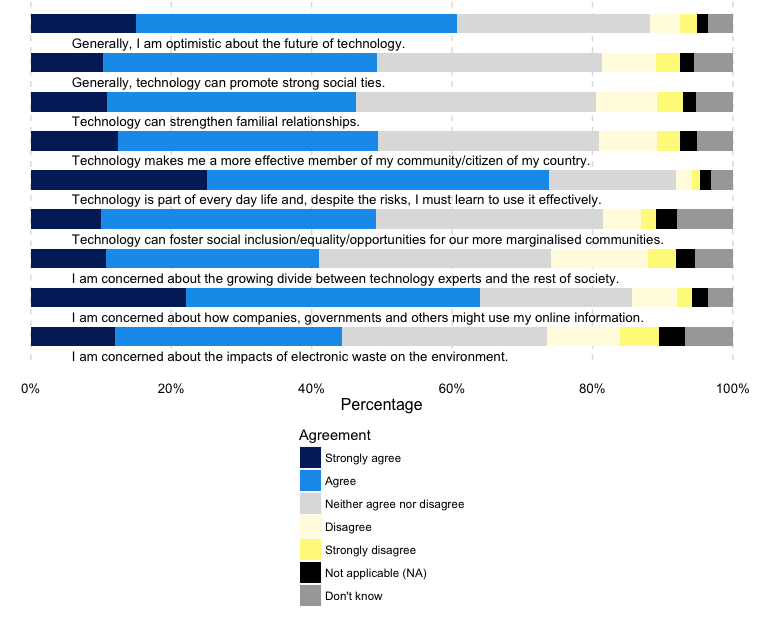 Generally, I am optimistic about the future of technology.
Generally, technology can promote strong social ties.
Technology can strengthen familial relationships.
Technology makes me a more effective member of my community/citizen of my country.
Technology is part of every day life and, despite the risks, I must learn to use it effectively.
Technology can foster social inclusion/equality/opportunities for our more marginalised communities.
I am concerned about the growing divide between technology experts and the rest of society.
I am concerned about how companies, governments and others might use my online information.
I am concerned about the impacts of electronic waste on the environment.
0% 20% 40% 60% 80% 100%
Percentage
Agreement
Strongly agree
Agree
Neither agree nor disagree
Disagree
Strongly disagree
Not applicable (NA)
Don't know